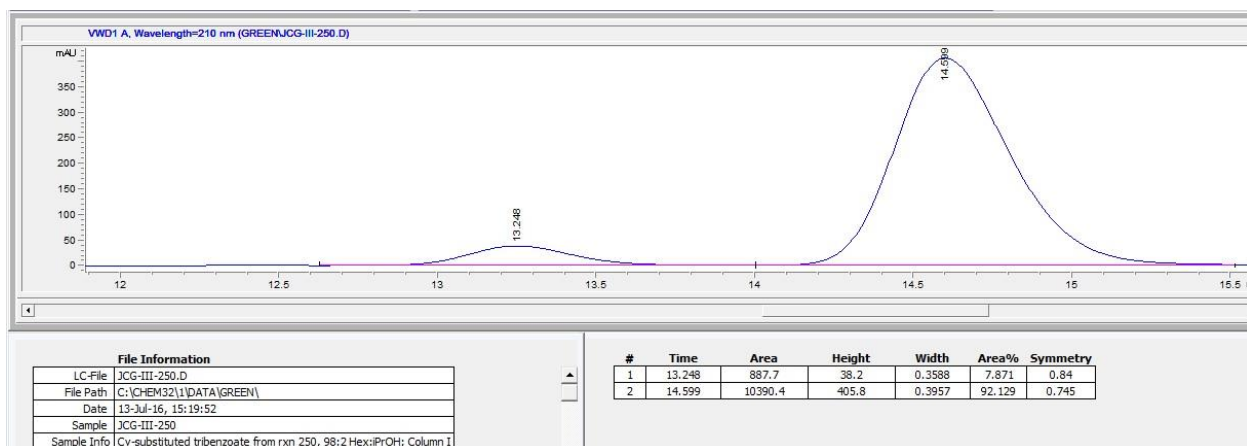 VWD1 A, Wavelength=210 nm (GREEN\JCG-III-250.D)
mAU
350
300
250
200
150
100
50
0
13.248
14.599
12 12.5 13 13.5 14 14.5 15 15.5
File Information
LC-File JCG-III-250.D
File Path C:\CHEM32\1\DATA\GREEN\
Date 13-Jul-16, 15:19:52
Sample JCG-III-250
Sample Info Cy-substituted tribenzoate from rxn 250, 98:2 Hex:iPrOH; Column I
# Time Area Height Width Area% Symmetry
1 13.248 887.7 38.2 0.3588 7.871 0.84
2 14.599 10390.4 405.8 0.3957 92.129 0.745